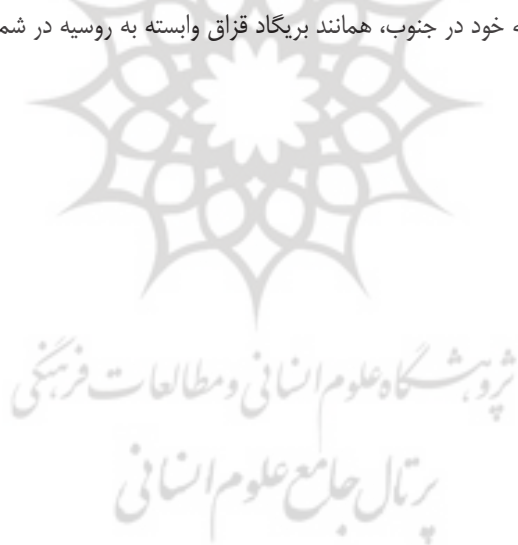 ه خود در جنوب، همانند بریگاد قزاق وابسته به روسیه در شم
پژوهشگاه علوم انسانی و مطالعات فرهنگی
پرتال جامع علوم انسانی